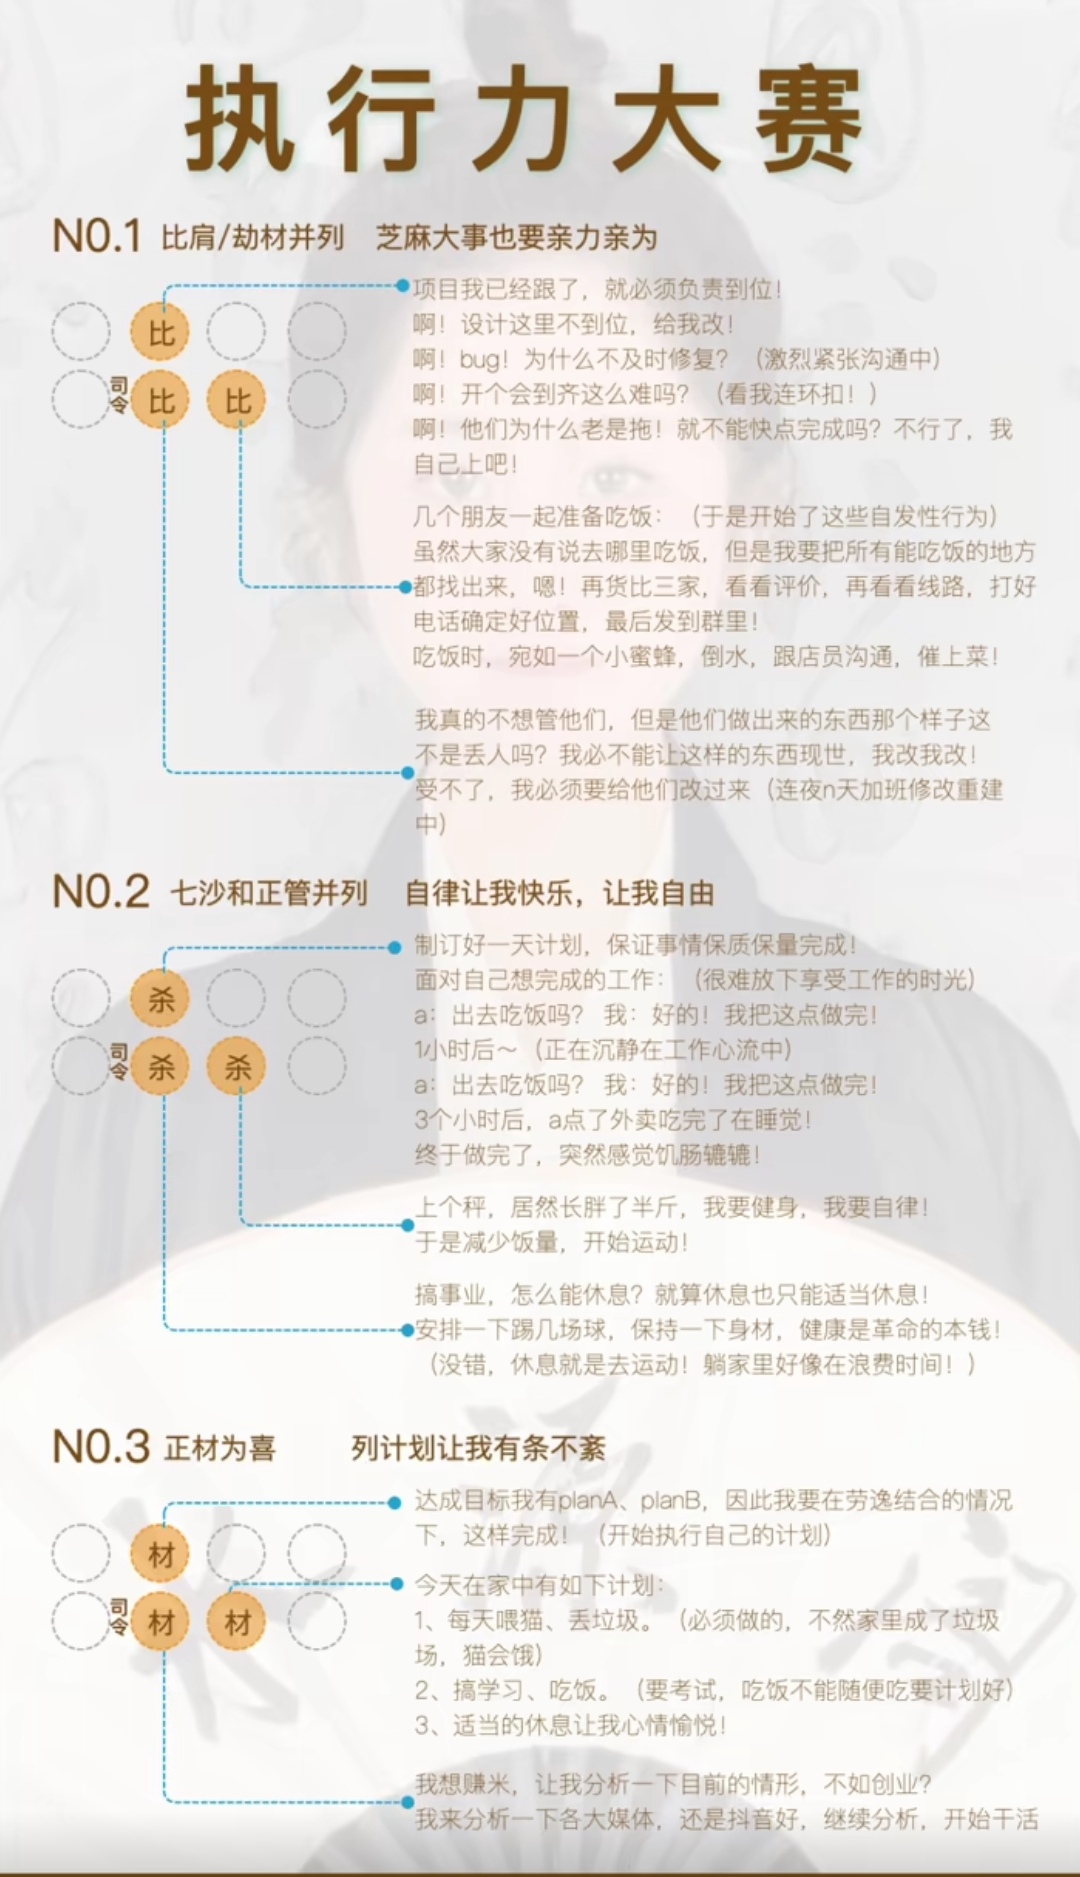 执行力大赛
NO.1 比肩/劫材并列 芝麻大事也要亲力亲为
比
司令 比 比
项目我已经跟了，就必须负责到位！
啊！设计这里不到位，给我改！
啊！bug！为什么不及时修复？（激烈紧张沟通中）
啊！开个会到齐这么难吗？（看我连环扣！）
啊！他们为什么老是拖！就不能快点完成吗？不行了，我
自己上吧！
几个朋友一起准备吃饭：（于是开始了这些自发性行为）
虽然大家没有说去哪里吃饭，但是我要把所有能吃饭的地方
都找出来，嗯！再货比三家，看看评价，再看看线路，打好
电话确定好位置，最后发到群里！
吃饭时，宛如一个小蜜蜂，倒水，跟店员沟通，催上菜！
我真的不想管他们，但是他们做出来的东西那个样子这
不是丢人吗？我必不能让这样的东西现世，我改我改！
受不了，我必须要给他们改过来（连夜n天加班修改重建
中）
NO.2 七沙和正管并列 自律让我快乐，让我自由
杀
司令 杀 杀
制订好一天计划，保证事情保质保量完成！
面对自己想完成的工作：（很难放下享受工作的时光）
a：出去吃饭吗？ 我：好的！我把这点做完！
1小时后～（正在沉静在工作心流中）
a：出去吃饭吗？ 我：好的！我把这点做完！
3个小时后，a点了外卖吃完了在睡觉！
终于做完了，突然感觉饥肠辘辘！
上个秤，居然长胖了半斤，我要健身，我要自律！
于是减少饭量，开始运动！
搞事业，怎么能休息？就算休息也只能适当休息！
安排一下踢几场球，保持一下身材，健康是革命的本钱！
（没错，休息就是去运动！躺家里好像在浪费时间！）
NO.3 正材为喜 列计划让我有条不紊
材
司令 材 材
达成目标我有planA、planB，因此我要在劳逸结合的情况
下，这样完成！（开始执行自己的计划）
今天在家中有如下计划：
1、每天喂猫、丢垃圾。（必须做的，不然家里成了垃圾
场，猫会饿）
2、搞学习、吃饭。（要考试，吃饭不能随便吃要计划好）
3、适当的休息让我心情愉悦！
我想赚米，让我分析一下目前的情形，不如创业？
我来分析一下各大媒体，还是抖音好，继续分析，开始干活